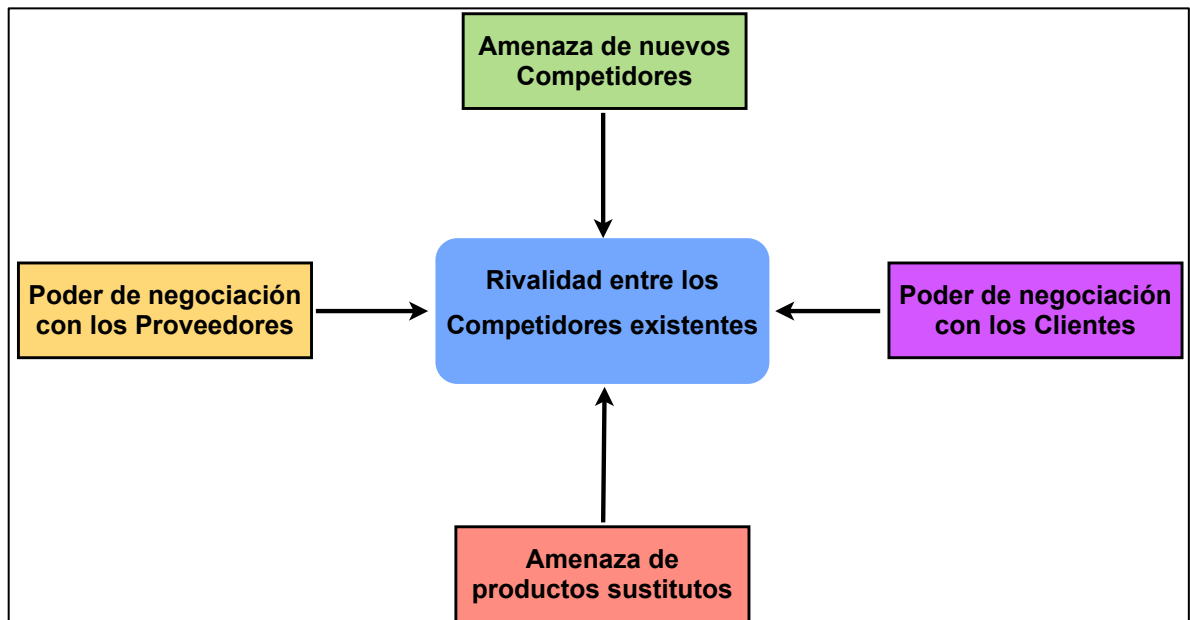 Amenaza de nuevos
Competidores
Poder de negociación
con los Proveedores
Rivalidad entre los
Competidores existentes
Poder de negociación
con los Clientes
Amenaza de
productos sustitutos